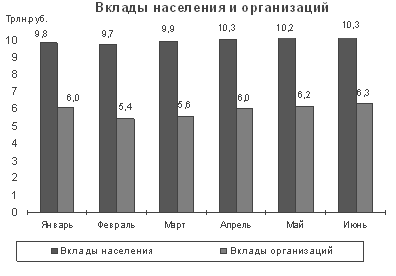 Вклады населения и организаций
Трлн.руб.
9,8 9,7 9,9 10,3 10,2 10,3
6,0 5,4 5,6 6,0 6,2 6,3
10
9
8
7
6
5
4
3
2
1
0
Январь Февраль Март Апрель Май Июнь
Вклады населения Вклады организаций